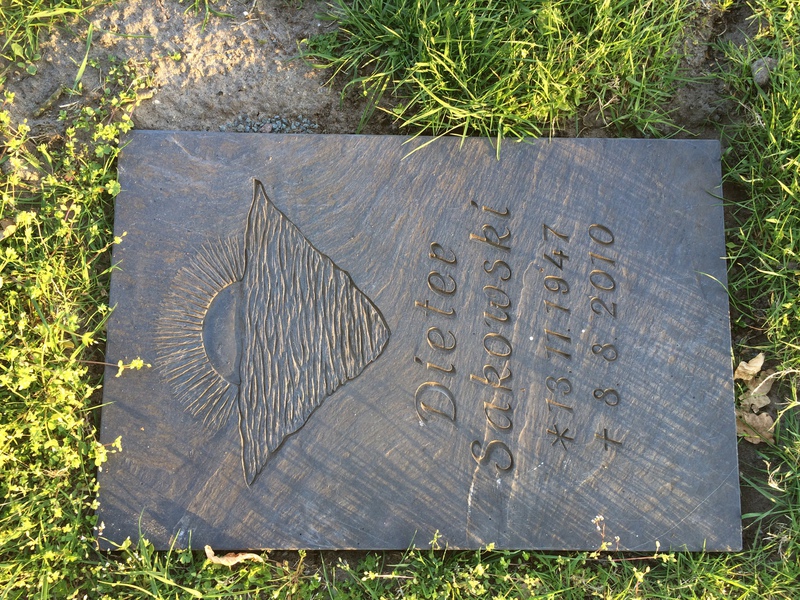 Dieter
Sakowski
* 13. 11. 1947
† 8. 8. 2010